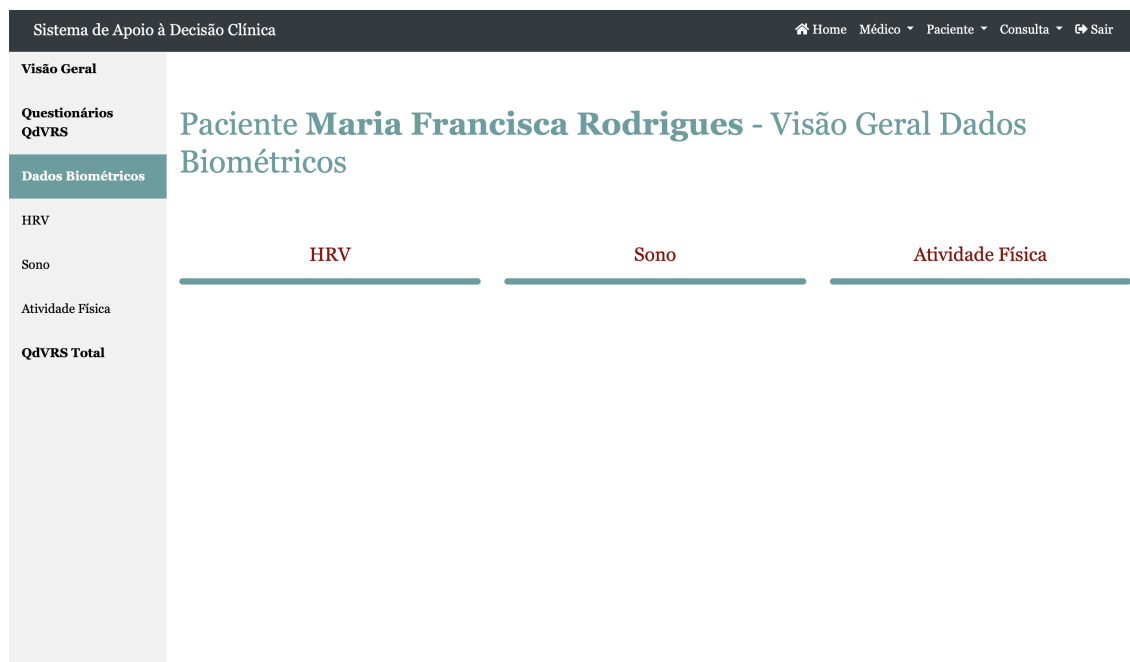 Sistema de Apoio à Decisão Clínica
Home Médico Paciente Consulta Sair
Visão Geral
Questionários
QdVRS
Dados Biométricos
HRV
Sono
Atividade Física
QdVRS Total
Paciente Maria Francisca Rodrigues - Visão Geral Dados
Biométricos
HRV
Sono
Atividade Física